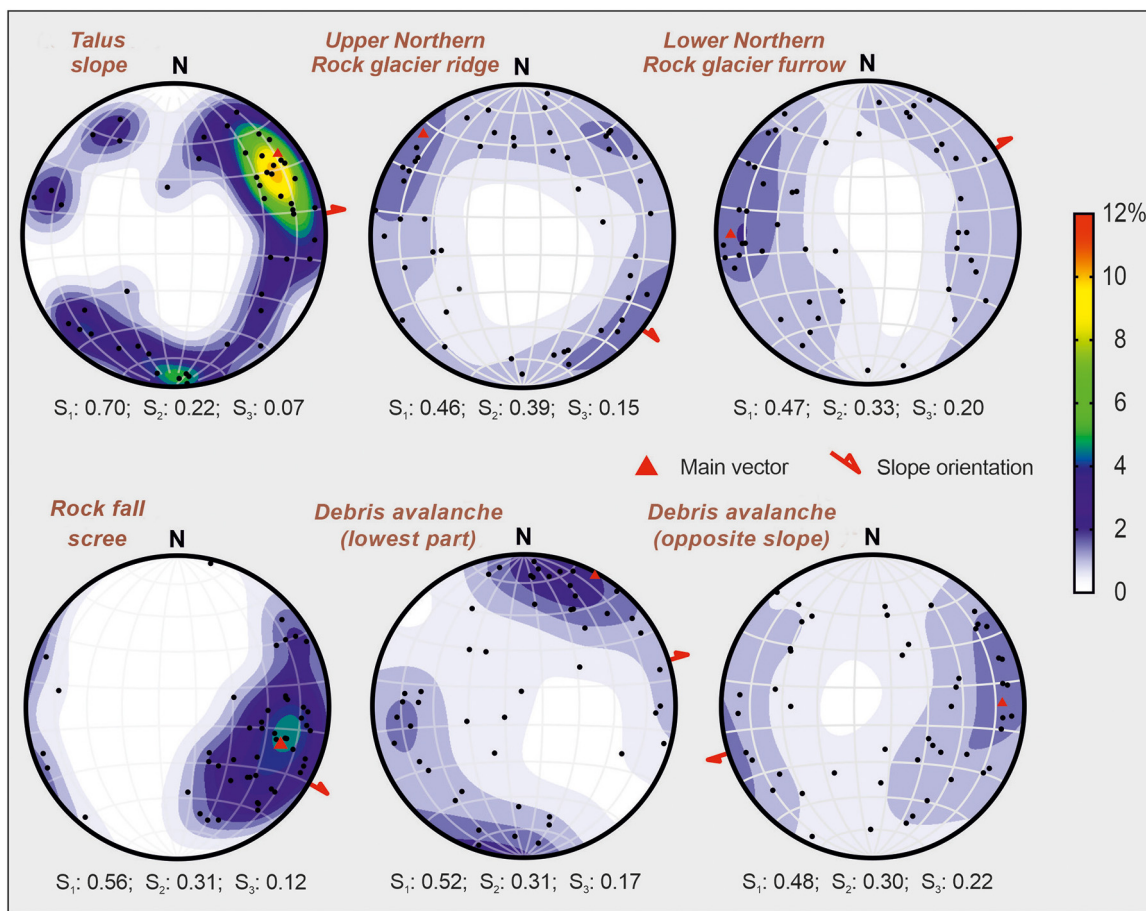 Talus
slope
N
Upper Northern
Rock glacier ridge
N
Lower Northern
Rock glacier furrow
N
S₁: 0.70; S₂: 0.22; S₃: 0.07
S₁: 0.46; S₂: 0.39; S₃: 0.15
S₁: 0.47; S₂: 0.33; S₃: 0.20
12%
10
8
6
4
2
0
Main vector
Slope orientation
Rock fall
scree
N
Debris avalanche
(lowest part)
N
Debris avalanche
(opposite slope)
N
S₁: 0.56; S₂: 0.31; S₃: 0.12
S₁: 0.52; S₂: 0.31; S₃: 0.17
S₁: 0.48; S₂: 0.30; S₃: 0.22